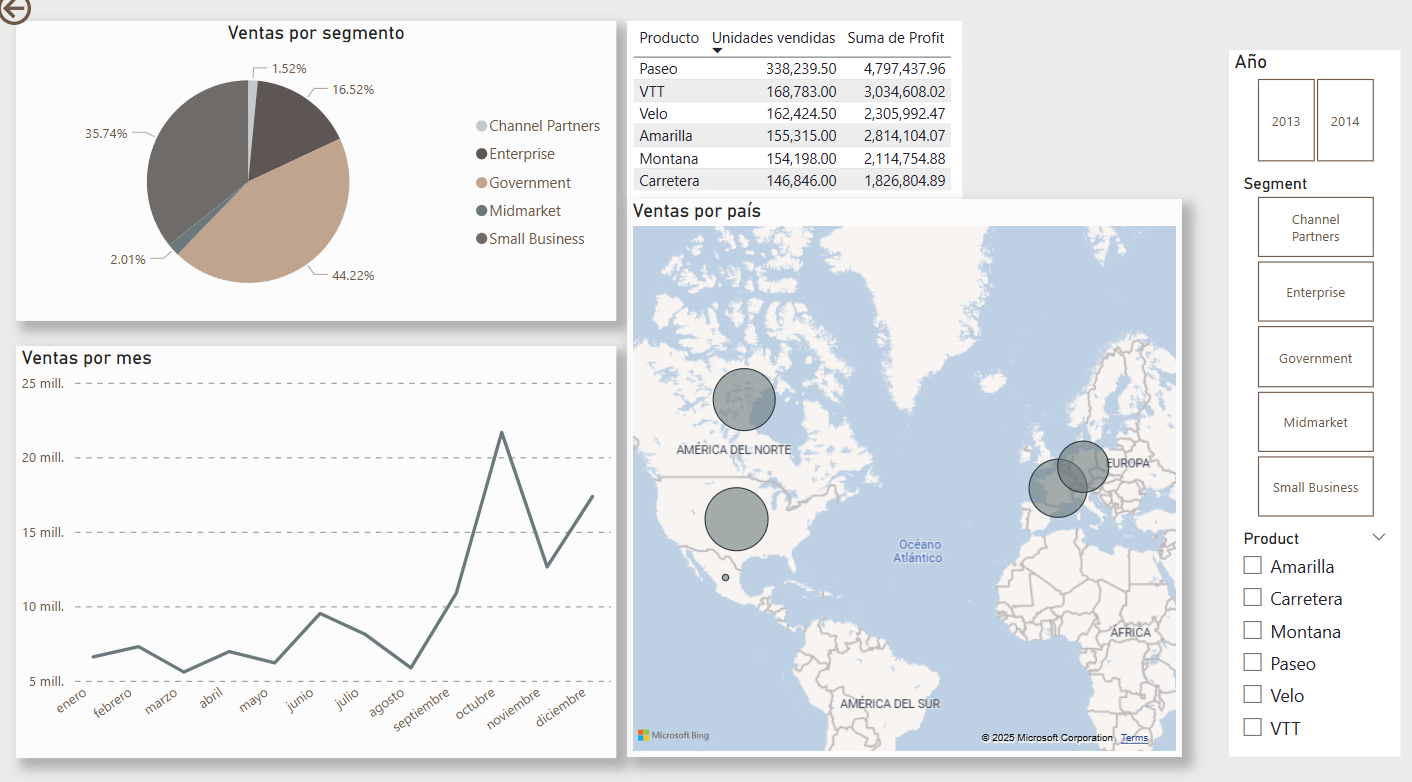 Ventas por segmento
1.52%
16.52%
35.74%
2.01%
44.22%
Channel Partners
Enterprise
Government
Midmarket
Small Business
Producto Unidades vendidas Suma de Profit
Paseo 338,239.50 4,797,437.96
VTT 168,783.00 3,034,608.02
Velo 162,424.50 2,305,992.47
Amarilla 155,315.00 2,814,104.07
Montana 154,198.00 2,114,754.88
Carretera 146,846.00 1,826,804.89
Ventas por mes
25 mill.
20 mill.
15 mill.
10 mill.
5 mill.
enero febrero marzo abril mayo junio julio agosto septiembre octubre noviembre diciembre
Ventas por país
AMÉRICA DEL NORTE
EUROPA
Océano
Atlántico
ÁFRICA
AMÉRICA DEL SUR
Microsoft Bing
© 2025 Microsoft Corporation Terms
Año
2013 2014
Segment
Channel
Partners
Enterprise
Government
Midmarket
Small Business
Product
Amarilla
Carretera
Montana
Paseo
Velo
VTT